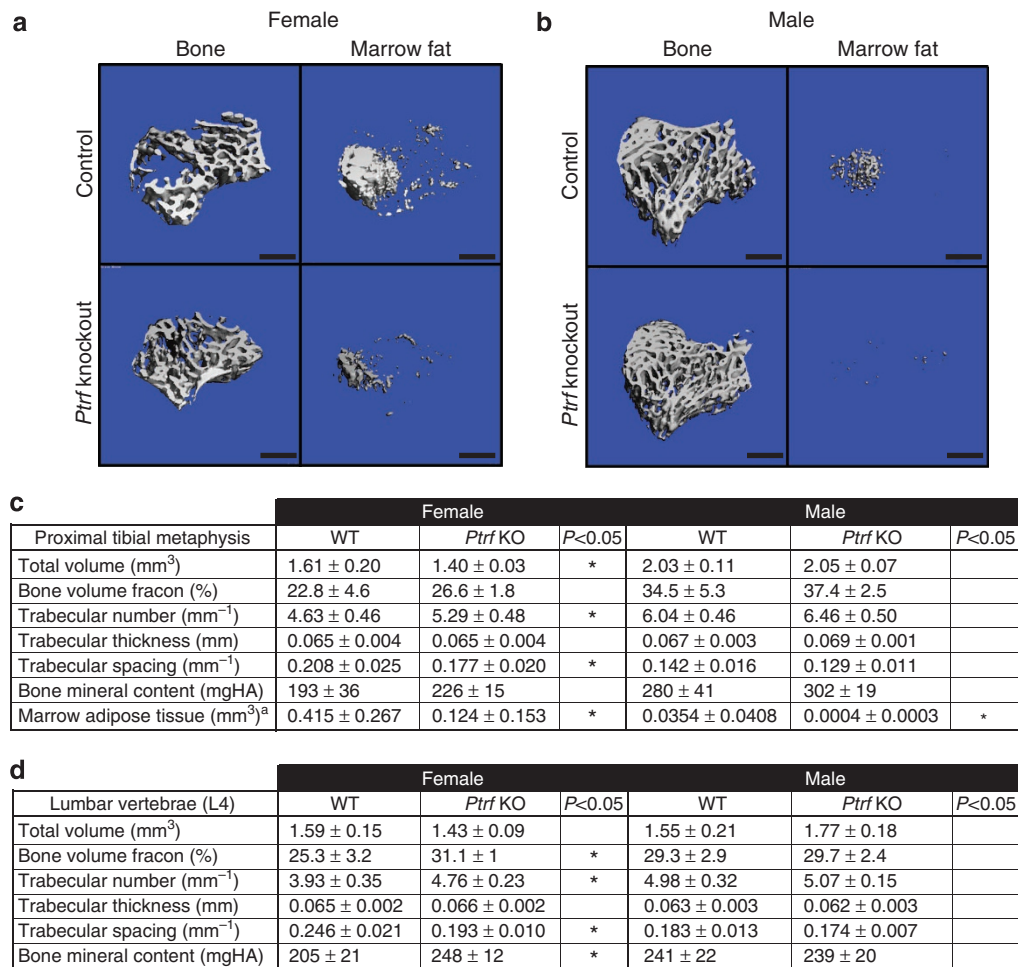 a
Female
Bone Marrow fat
Control
Ptrf knockout
b
Male
Bone Marrow fat
Control
Ptrf knockout
c
Female Male
Proximal tibial metaphysis WT Ptrf KO P<0.05 WT Ptrf KO P<0.05
Total volume (mm³) 1.61 ± 0.20 1.40 ± 0.03 * 2.03 ± 0.11 2.05 ± 0.07
Bone volume fracon (%) 22.8 ± 4.6 26.6 ± 1.8 34.5 ± 5.3 37.4 ± 2.5
Trabecular number (mm⁻¹) 4.63 ± 0.46 5.29 ± 0.48 * 6.04 ± 0.46 6.46 ± 0.50
Trabecular thickness (mm) 0.065 ± 0.004 0.065 ± 0.004 0.067 ± 0.003 0.069 ± 0.001
Trabecular spacing (mm⁻¹) 0.208 ± 0.025 0.177 ± 0.020 * 0.142 ± 0.016 0.129 ± 0.011
Bone mineral content (mgHA) 193 ± 36 226 ± 15 280 ± 41 302 ± 19
Marrow adipose tissue (mm³)ᵃ 0.415 ± 0.267 0.124 ± 0.153 * 0.0354 ± 0.0408 0.0004 ± 0.0003 *
d
Female Male
Lumbar vertebrae (L4) WT Ptrf KO P<0.05 WT Ptrf KO P<0.05
Total volume (mm³) 1.59 ± 0.15 1.43 ± 0.09 1.55 ± 0.21 1.77 ± 0.18
Bone volume fracon (%) 25.3 ± 3.2 31.1 ± 1 * 29.3 ± 2.9 29.7 ± 2.4
Trabecular number (mm⁻¹) 3.93 ± 0.35 4.76 ± 0.23 * 4.98 ± 0.32 5.07 ± 0.15
Trabecular thickness (mm) 0.065 ± 0.002 0.066 ± 0.002 0.063 ± 0.003 0.062 ± 0.003
Trabecular spacing (mm⁻¹) 0.246 ± 0.021 0.193 ± 0.010 * 0.183 ± 0.013 0.174 ± 0.007
Bone mineral content (mgHA) 205 ± 21 248 ± 12 * 241 ± 22 239 ± 20